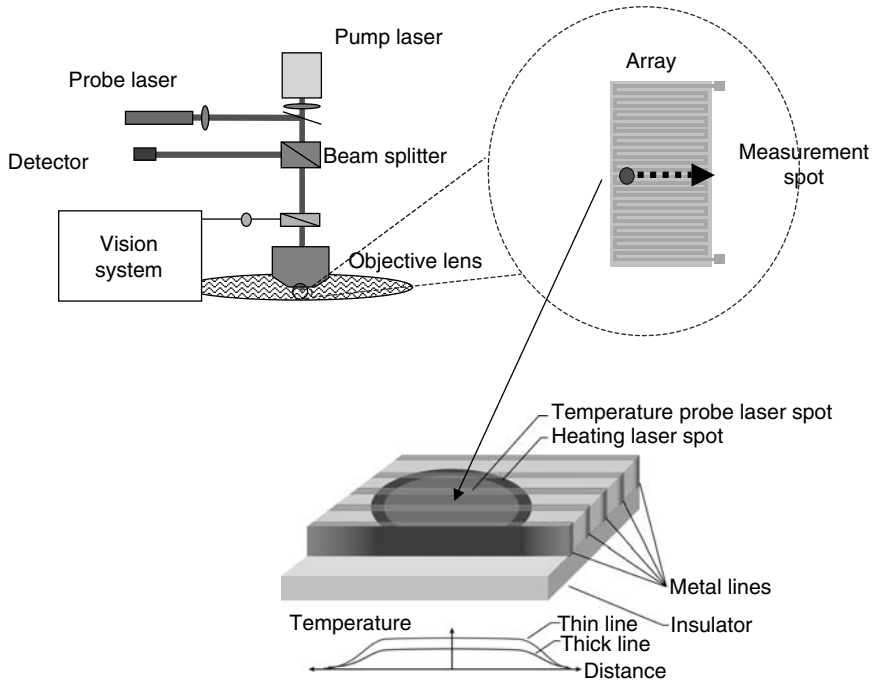 Pump laser
Probe laser
Array
Detector
Beam splitter
Measurement
spot
Vision
system
Objective lens
Temperature probe laser spot
Heating laser spot
Metal lines
Temperature
Thin line
Insulator
Thick line
Distance